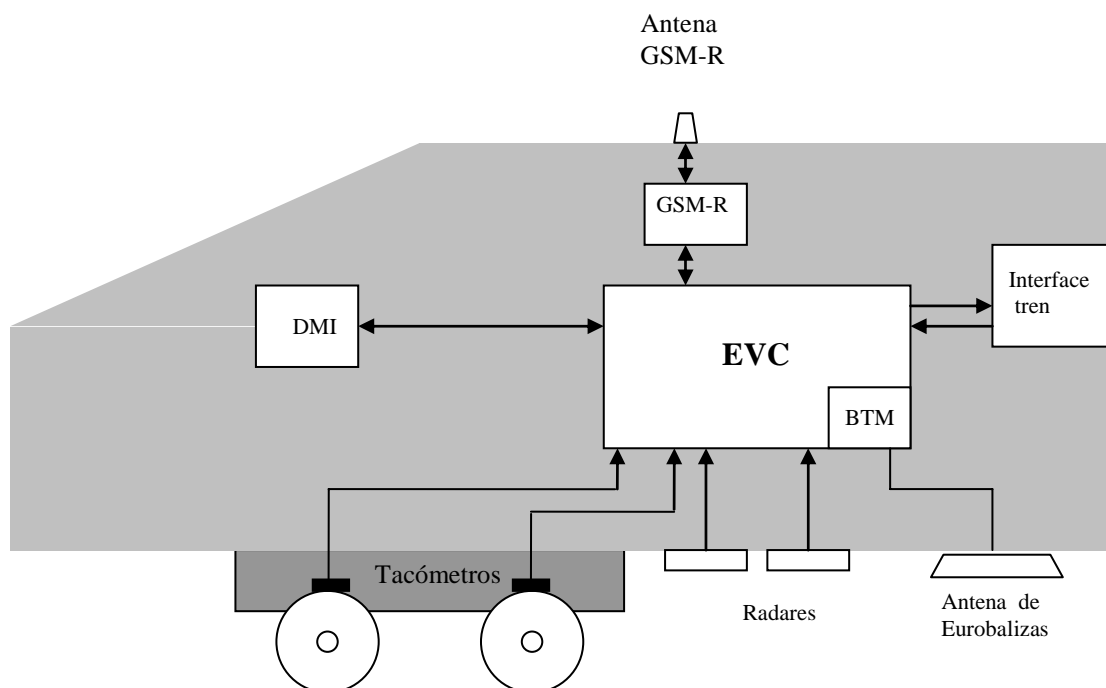 Antena
GSM-R
GSM-R
Interface
tren
DMI
EVC
BTM
Tacómetros
Radares
Antena de
Eurobalizas